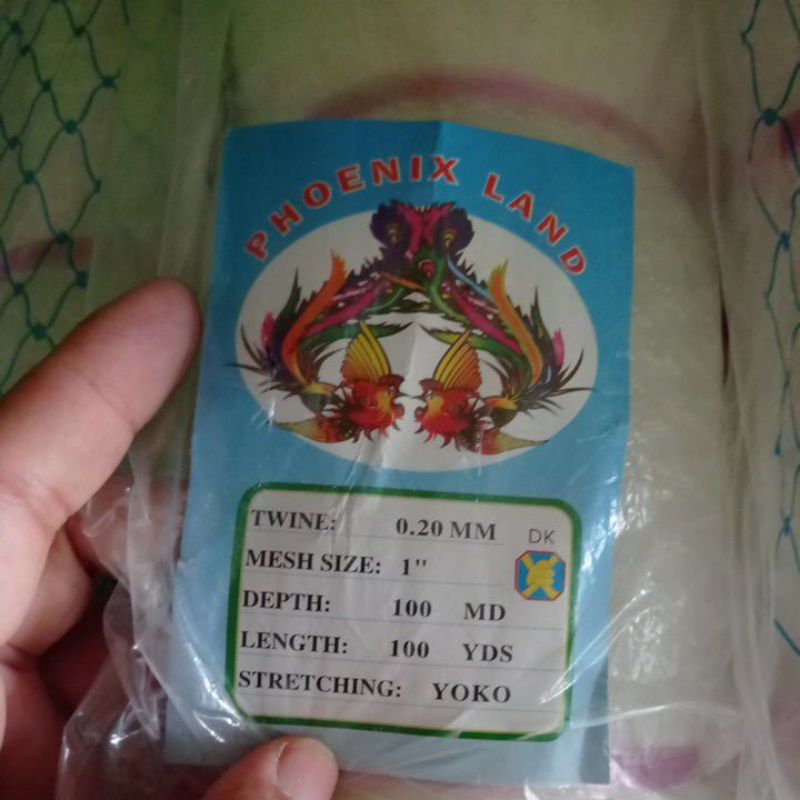 PHOENIX LAND
TWINE: 0.20 MM
DK
MESH SIZE: 1"
DEPTH: 100 MD
LENGTH: 100 YDS
STRETCHING: YOKO